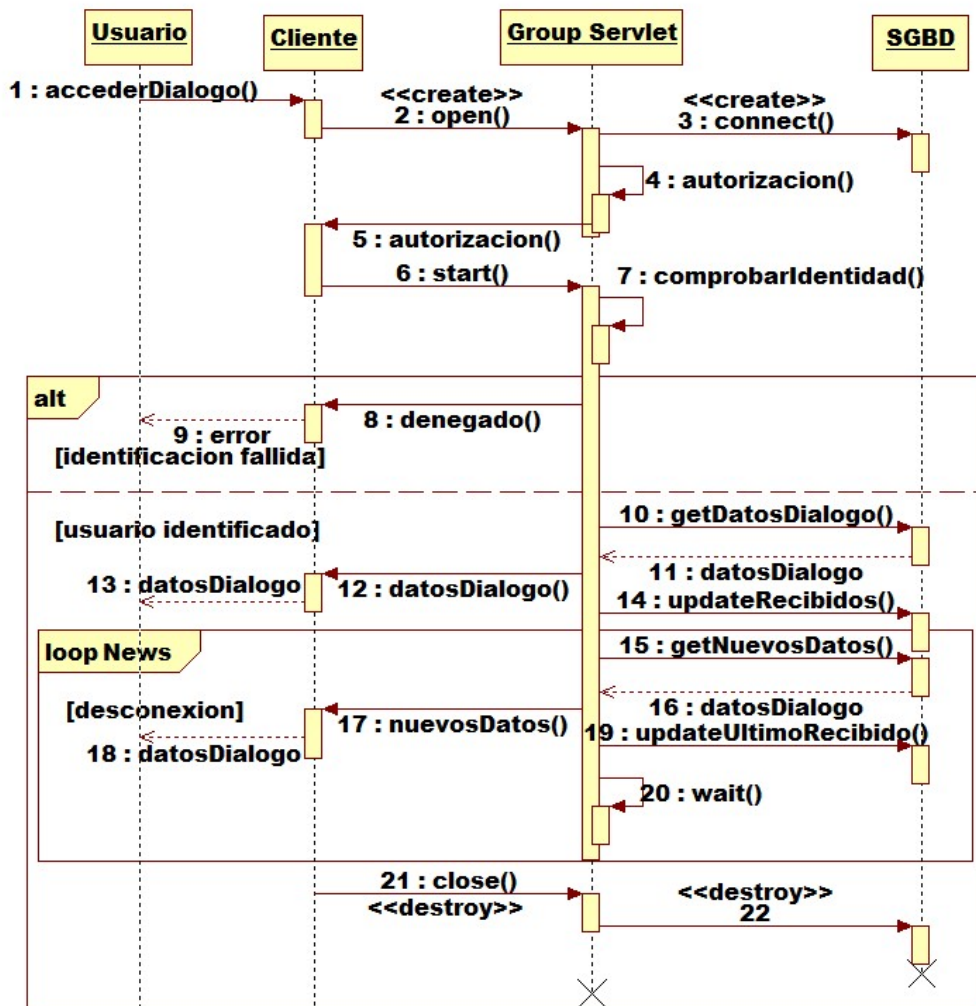 Usuario
Cliente
Group Servlet
SGBD
1 : accederDialogo()
<<create>>
2 : open()
<<create>>
3 : connect()
4 : autorizacion()
5 : autorizacion()
6 : start()
7 : comprobarIdentidad()
alt
8 : denegado()
9 : error
[identificacion fallida]
10 : getDatosDialogo()
[usuario identificado]
11 : datosDialogo
13 : datosDialogo
12 : datosDialogo()
14 : updateRecibidos()
loop News
15 : getNuevosDatos()
[desconexion]
16 : datosDialogo
17 : nuevosDatos()
19 : updateUltimoRecibido()
18 : datosDialogo
20 : wait()
21 : close()
<<destroy>>
<<destroy>>
22